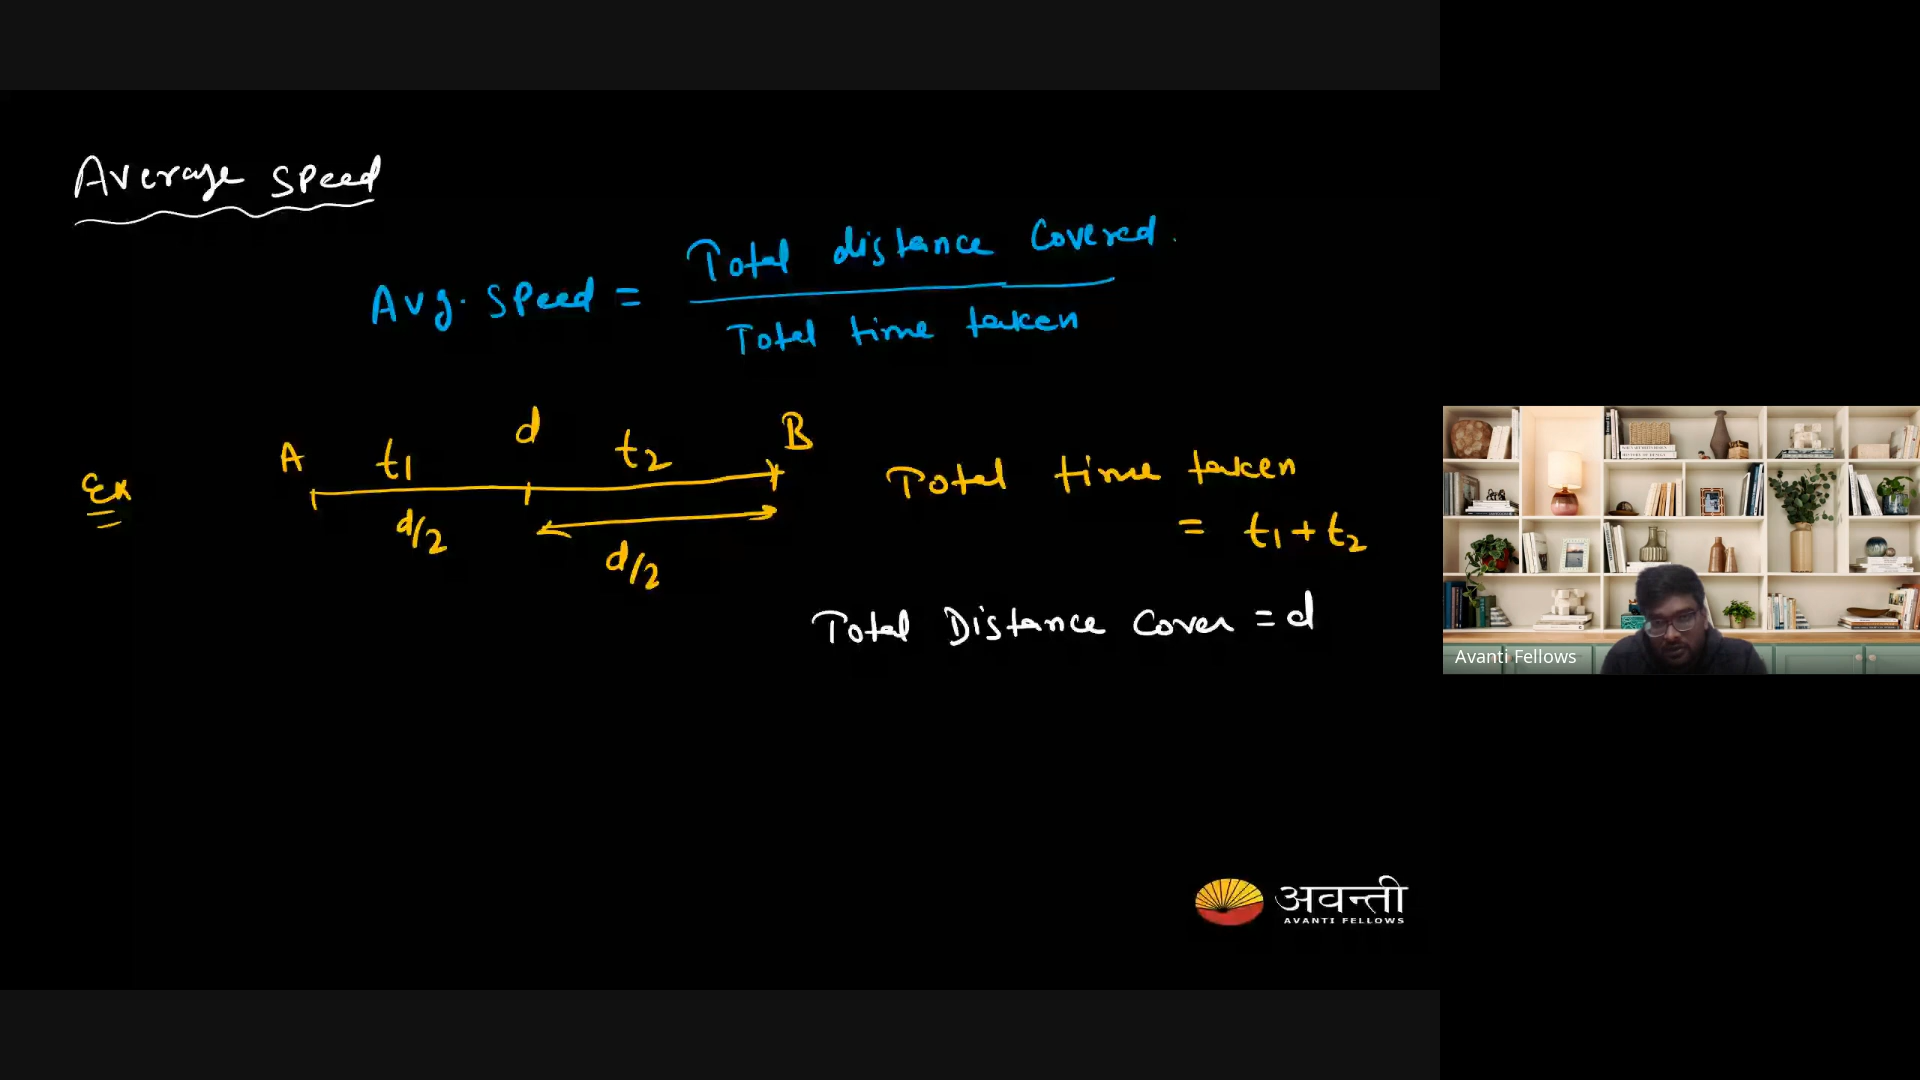 Average speed
Avg. speed = Total distance Covered.
Total time taken
A t1 d t2 B
Ex
d/2
d/2
Total time taken
= t1 + t2
Total Distance Cover = d
Avanti Fellows
अवन्ती
AVANTI FELLOWS